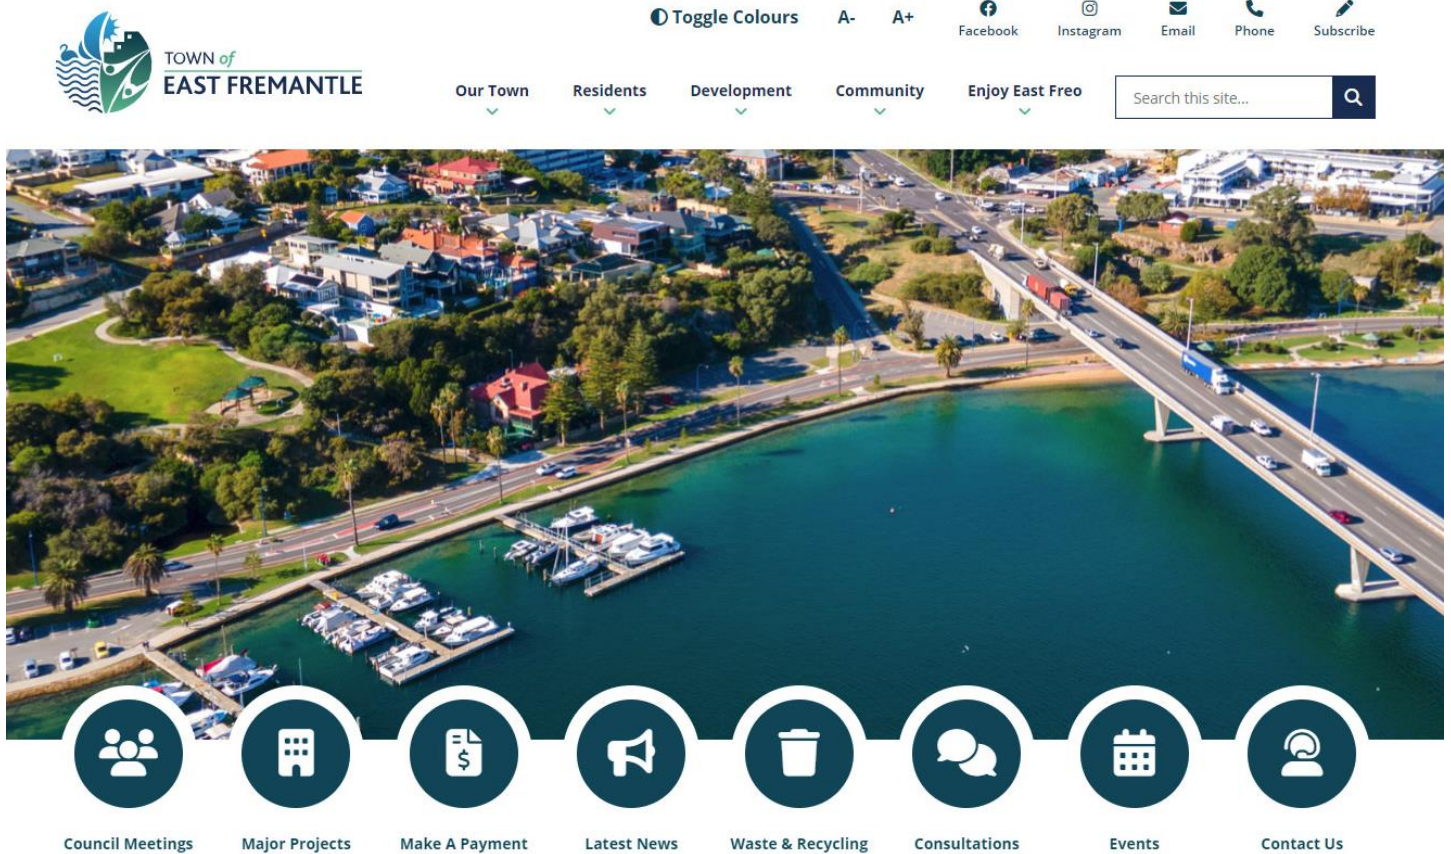 Toggle Colours A- A+
Facebook Instagram Email Phone Subscribe
TOWN of
EAST FREMANTLE
Our Town Residents Development Community Enjoy East Freo
Search this site...
Council Meetings Major Projects Make A Payment Latest News Waste & Recycling Consultations Events Contact Us